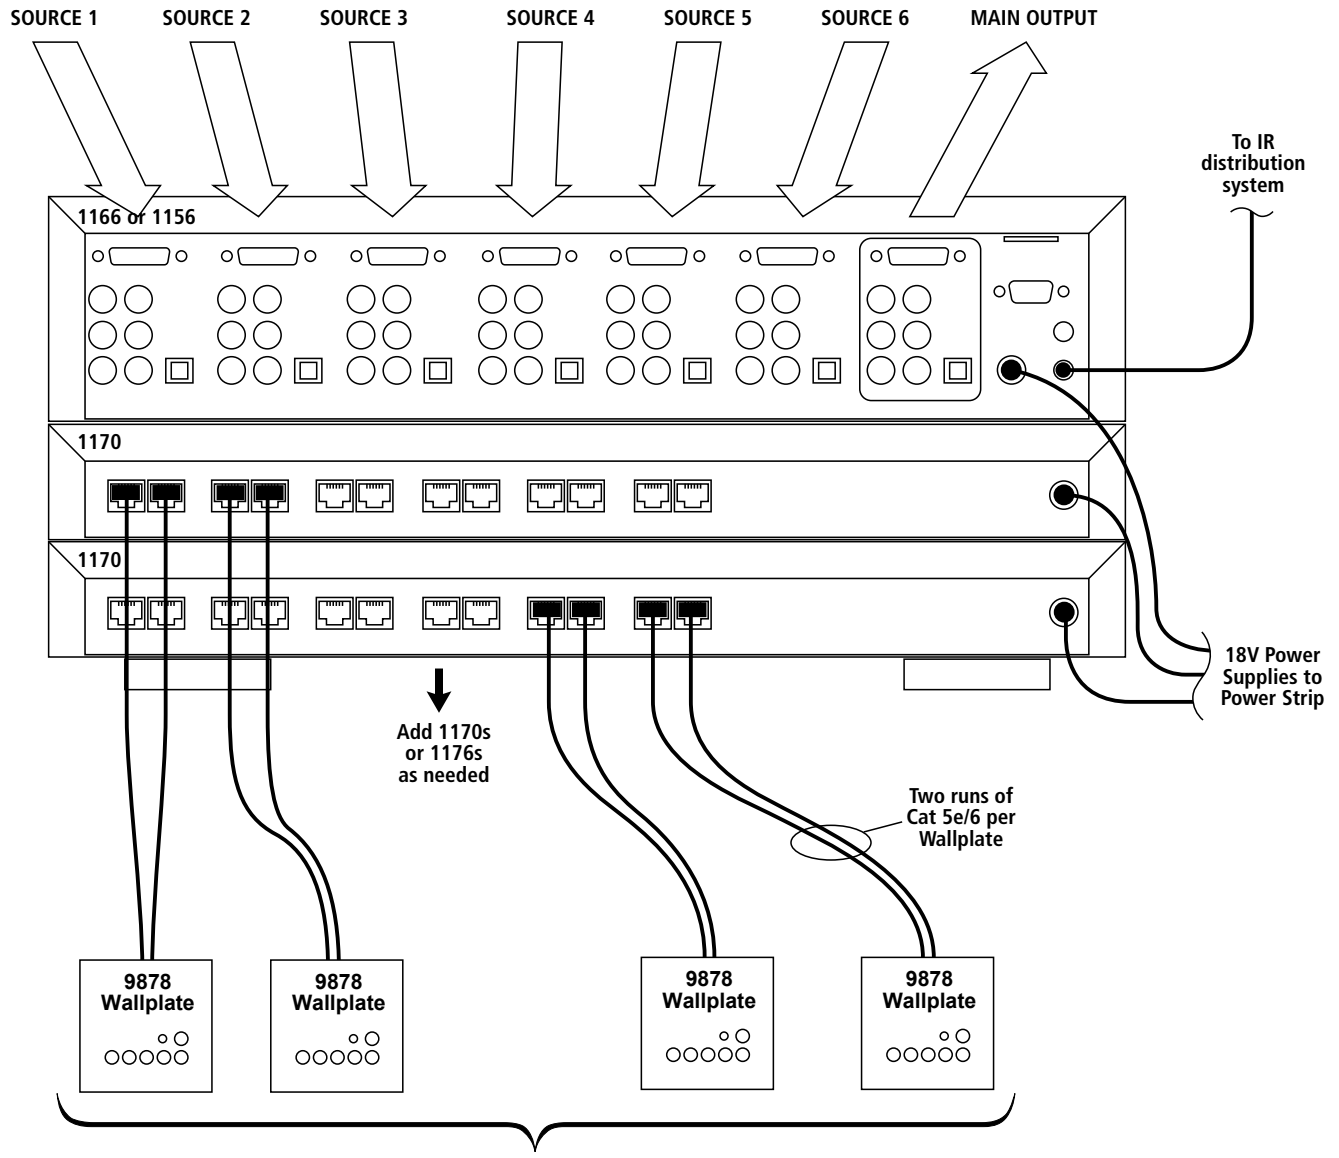 SOURCE 1
SOURCE 2
SOURCE 3
SOURCE 4
SOURCE 5
SOURCE 6
MAIN OUTPUT
To IR
distribution
system
1166 or 1156
1170
1170
18V Power
Supplies to
Power Strip
Add 1170s
or 1176s
as needed
Two runs of
Cat 5e/6 per
Wallplate
9878
Wallplate
9878
Wallplate
9878
Wallplate
9878
Wallplate